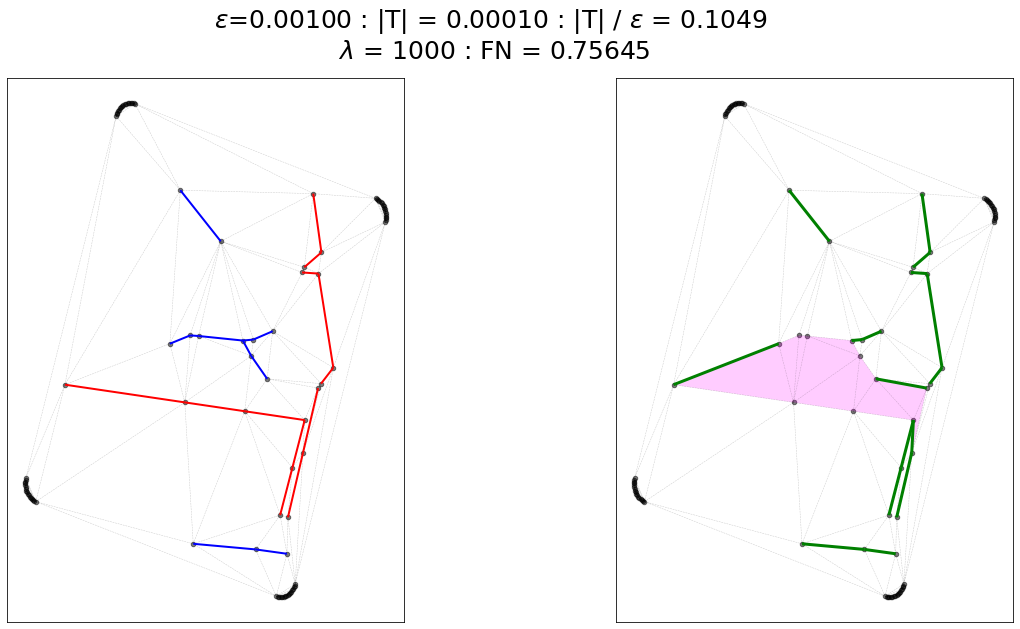 ε=0.00100 : |T| = 0.00010 : |T| / ε = 0.1049
λ = 1000 : FN = 0.75645